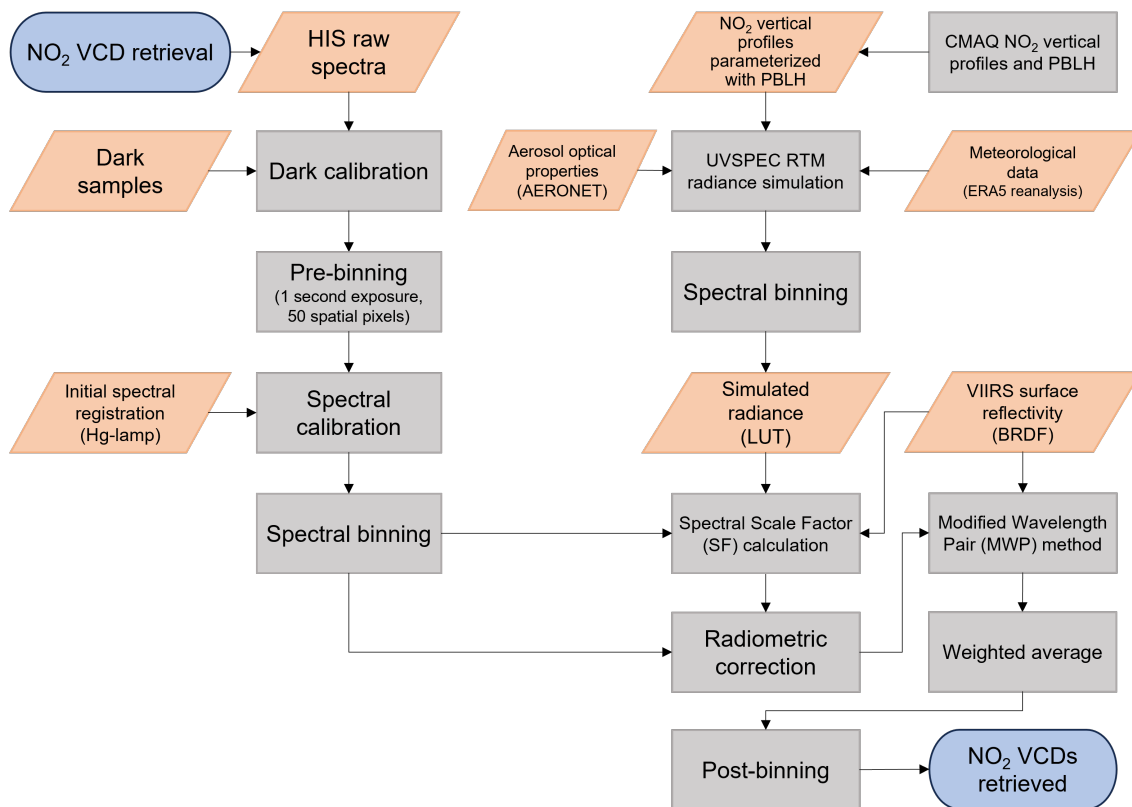 NO₂ VCD retrieval
HIS raw
spectra
NO₂ vertical
profiles
parameterized
with PBLH
CMAQ NO₂ vertical
profiles and PBLH
Dark
samples
Dark calibration
Aerosol optical
properties
(AERONET)
UVSPEC RTM
radiance simulation
Meteorological
data
(ERA5 reanalysis)
Pre-binning
(1 second exposure,
50 spatial pixels)
Spectral binning
Initial spectral
registration
(Hg-lamp)
Spectral
calibration
Simulated
radiance
(LUT)
VIIRS surface
reflectivity
(BRDF)
Spectral binning
Spectral Scale Factor
(SF) calculation
Modified Wavelength
Pair (MWP) method
Radiometric
correction
Weighted average
Post-binning
NO₂ VCDs
retrieved